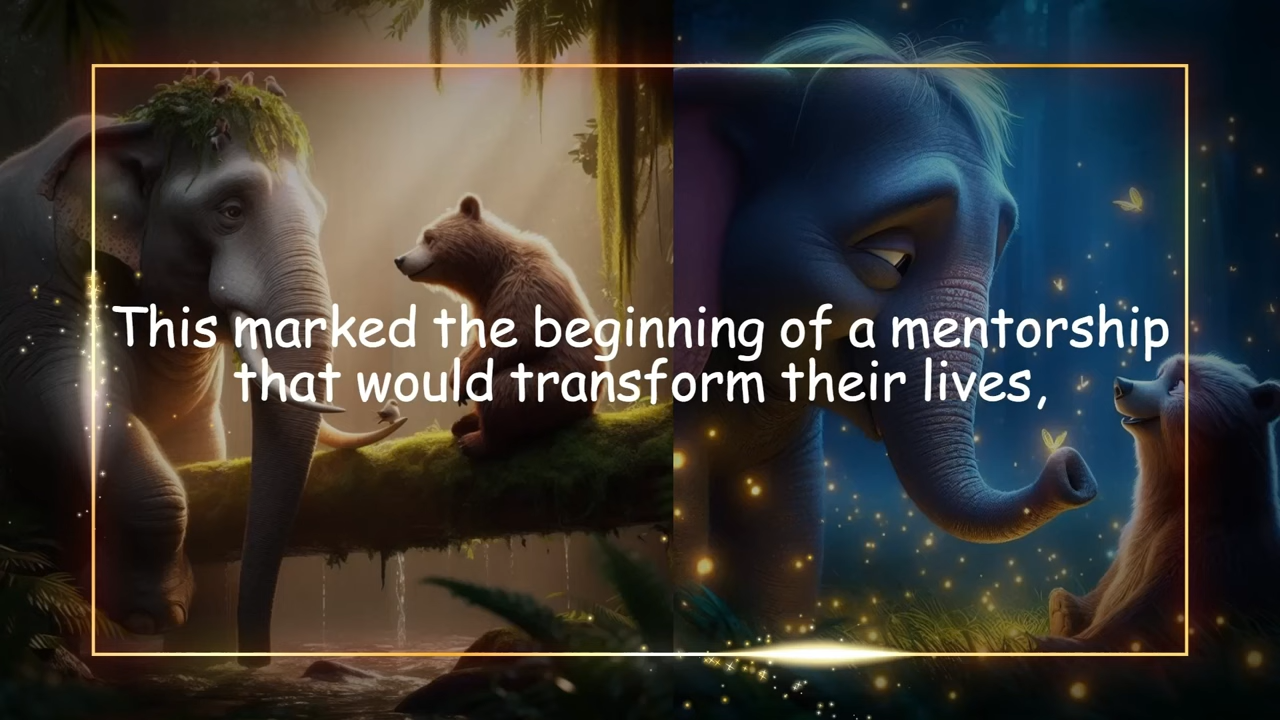 This marked the beginning of a mentorship
that would transform their lives,